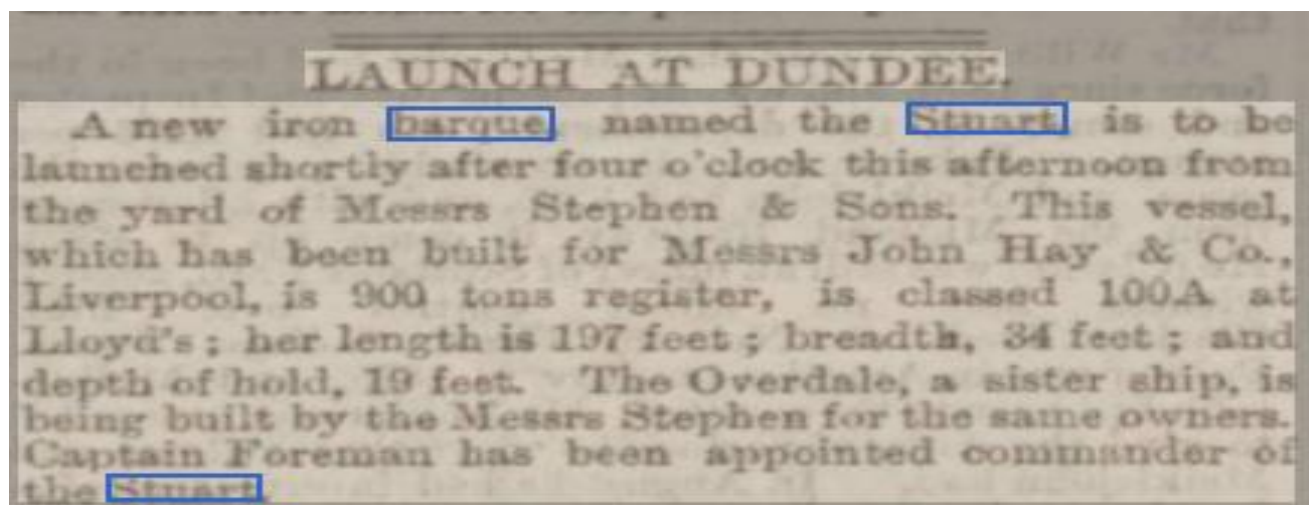 LAUNCH AT DUNDEE.
A new iron barque, named the Stuart, is to be
launched shortly after four o'clock this afternoon from
the yard of Messrs Stephen & Sons. This vessel,
which has been built for Messrs John Hay & Co.,
Liverpool, is 900 tons register, is classed 100A at
Lloyd's; her length is 197 feet; breadth, 34 feet; and
depth of hold, 19 feet. The Overdale, a sister ship, is
being built by the Messrs Stephen for the same owners.
Captain Foreman has been appointed commander of
the Stuart.